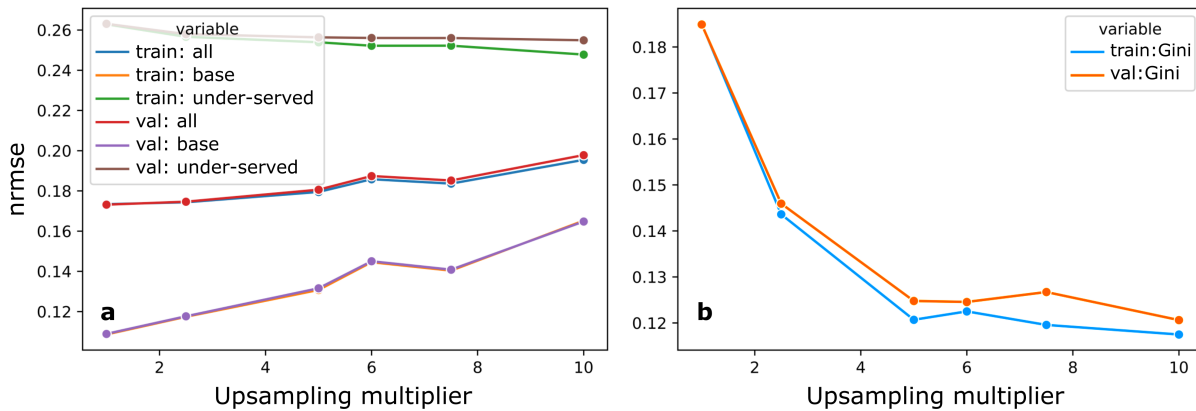 nrmse
0.26
0.24
0.22
0.20
0.18
0.16
0.14
0.12
variable
train: all
train: base
train: under-served
val: all
val: base
val: under-served
a
2
4
6
8
10
Upsampling multiplier
0.18
0.17
0.16
0.15
0.14
0.13
0.12
variable
train:Gini
val:Gini
b
2
4
6
8
10
Upsampling multiplier